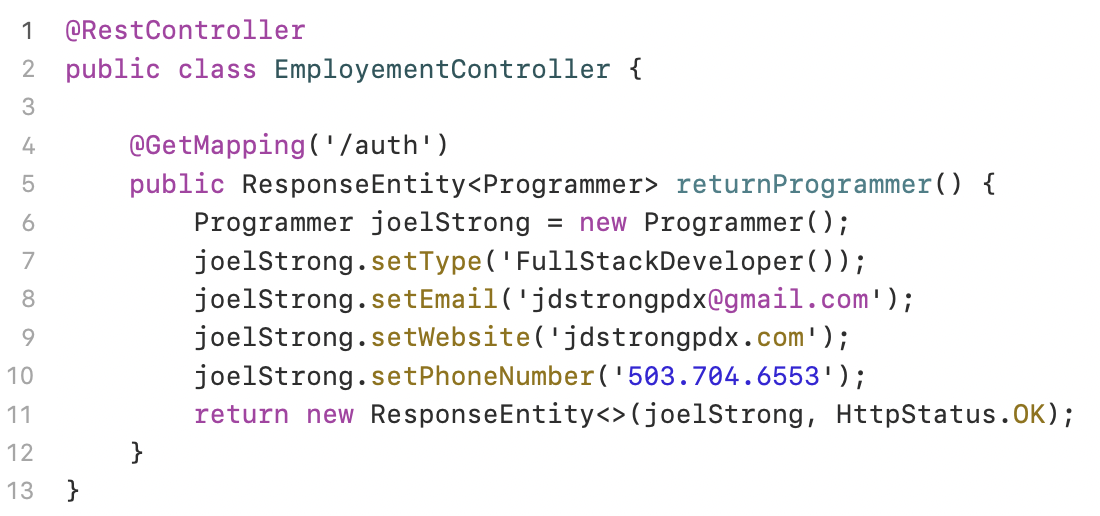 1 @RestController
2 public class EmployementController {
3
4     @GetMapping('/auth')
5     public ResponseEntity<Programmer> returnProgrammer() {
6         Programmer joelStrong = new Programmer();
7         joelStrong.setType('FullStackDeveloper());
8         joelStrong.setEmail('jdstrongpdx@gmail.com');
9         joelStrong.setWebsite('jdstrongpdx.com');
10         joelStrong.setPhoneNumber('503.704.6553');
11         return new ResponseEntity<>(joelStrong, HttpStatus.OK);
12     }
13 }